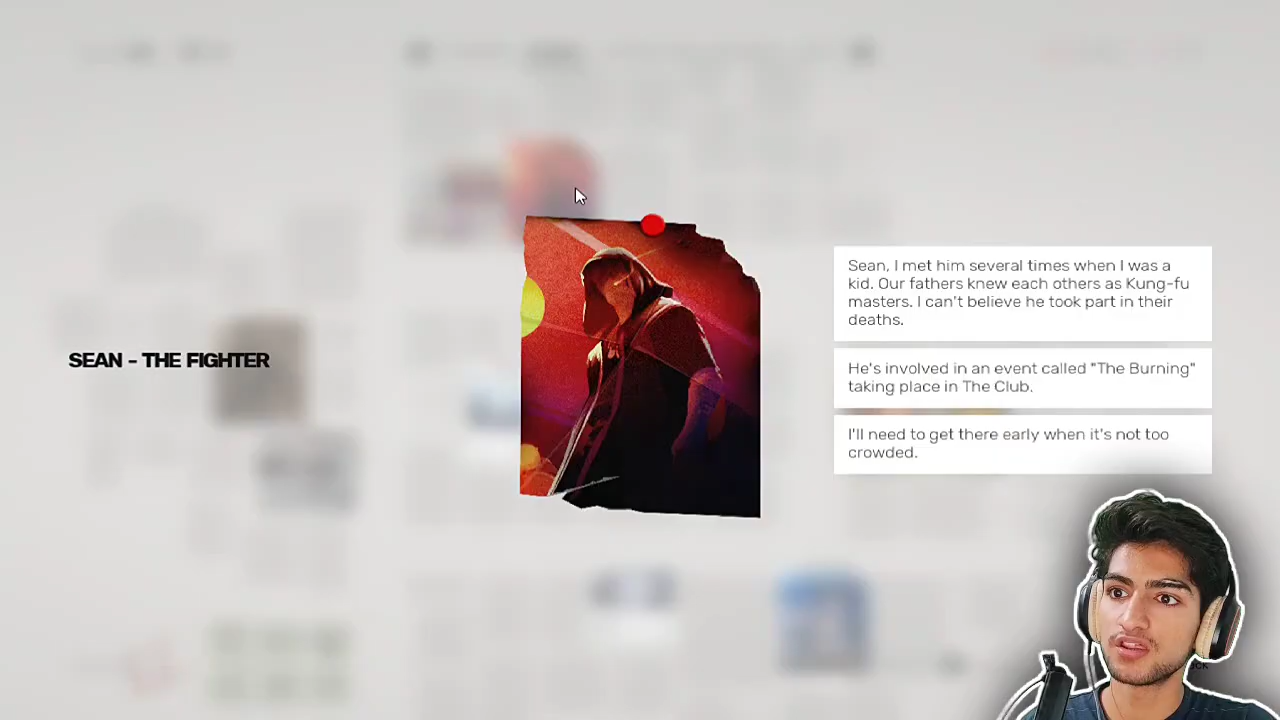 SEAN - THE FIGHTER
Sean, I met him several times when I was a
kid. Our fathers knew each others as Kung-fu
masters. I can't believe he took part in their
deaths.
He's involved in an event called "The Burning"
taking place in The Club.
I'll need to get there early when it's not too
crowded.